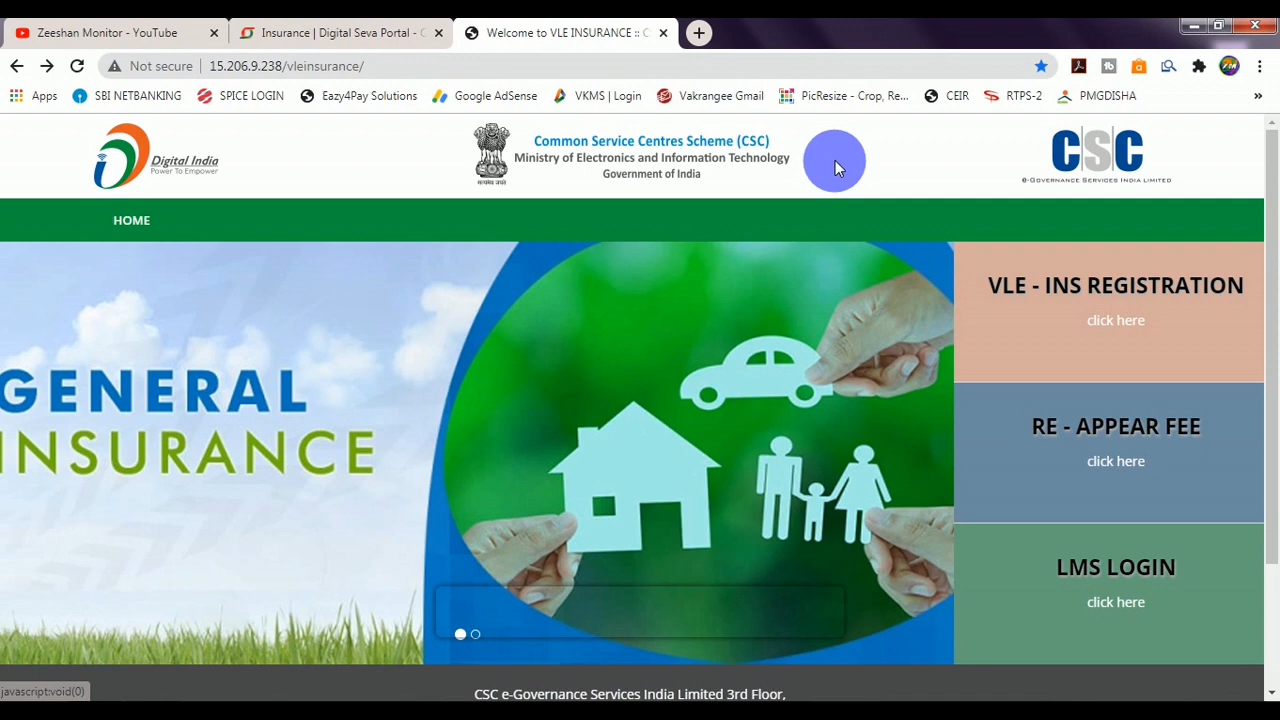 Zeeshan Monitor - YouTube
Insurance | Digital Seva Portal - C
Welcome to VLE INSURANCE :: C
Not secure
15.206.9.238/vleinsurance/
Apps
SBI NETBANKING
SPICE LOGIN
Eazy4Pay Solutions
Google AdSense
VKMS | Login
Vakrangee Gmail
PicResize - Crop, Re...
CEIR
RTPS-2
PMGDISHA
Digital India
Power To Empower
सत्यमेव जयते
Common Service Centres Scheme (CSC)
Ministry of Electronics and Information Technology
Government of India
CSC
e-GOVERNANCE SERVICES INDIA LIMITED
HOME
GENERAL
INSURANCE
VLE - INS REGISTRATION
click here
RE - APPEAR FEE
click here
LMS LOGIN
click here
javascript:void(0)
CSC e-Governance Services India Limited 3rd Floor,